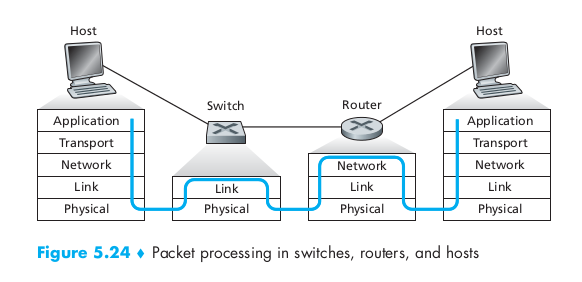 Host
Host
Switch
Router
Application
Transport
Network
Link
Physical
Link
Physical
Network
Link
Physical
Application
Transport
Network
Link
Physical
Figure 5.24 ♦ Packet processing in switches, routers, and hosts